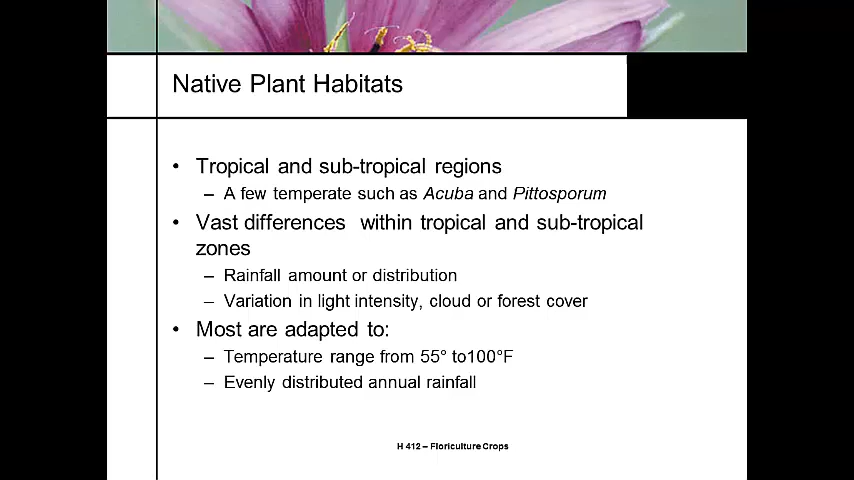 Native Plant Habitats
• Tropical and sub-tropical regions
– A few temperate such as Acuba and Pittosporum
• Vast differences within tropical and sub-tropical
zones
– Rainfall amount or distribution
– Variation in light intensity, cloud or forest cover
• Most are adapted to:
– Temperature range from 55° to100°F
– Evenly distributed annual rainfall
H 412 – Floriculture Crops